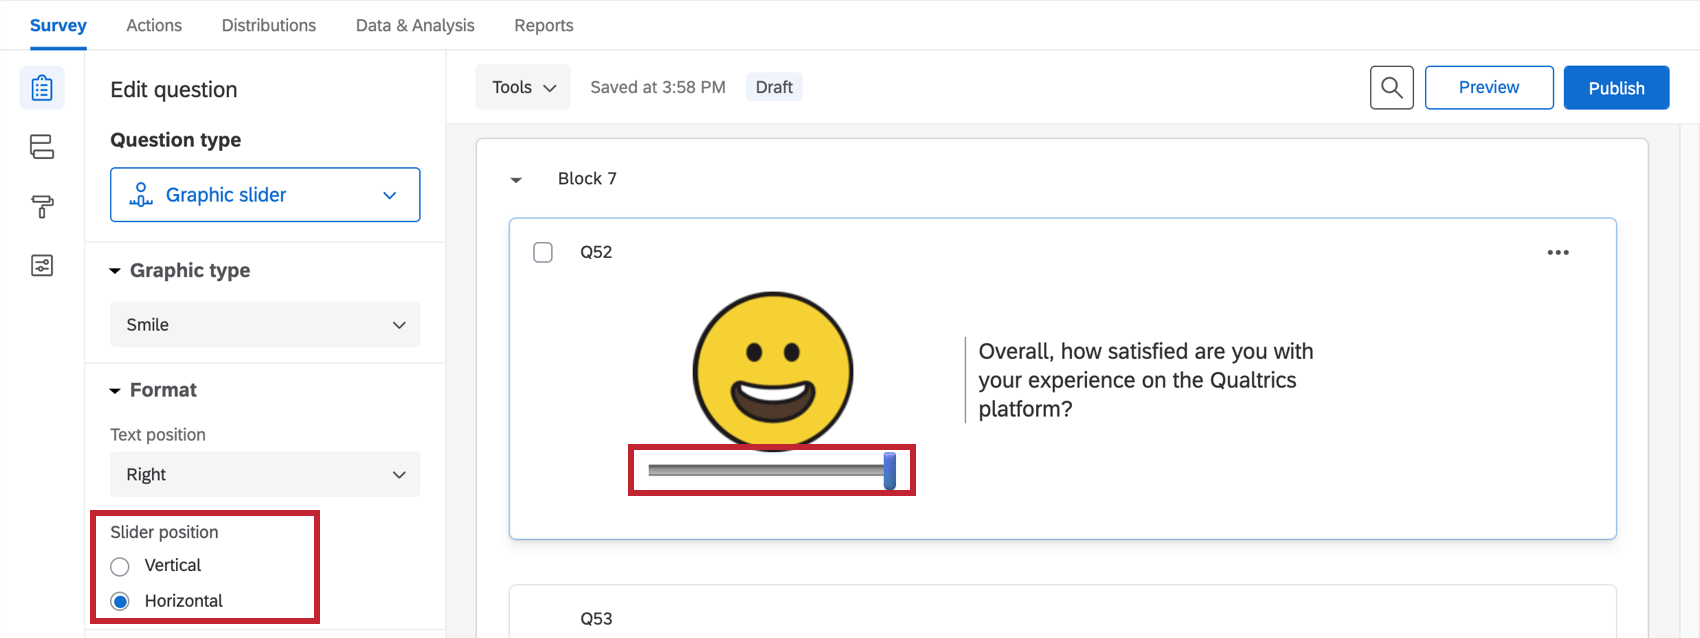 Survey
Actions
Distributions
Data & Analysis
Reports
Edit question
Question type
Graphic slider
Graphic type
Smile
Format
Text position
Right
Slider position
Vertical
Horizontal
Tools
Saved at 3:58 PM
Draft
Preview
Publish
Block 7
Q52
Overall, how satisfied are you with
your experience on the Qualtrics
platform?
Q53